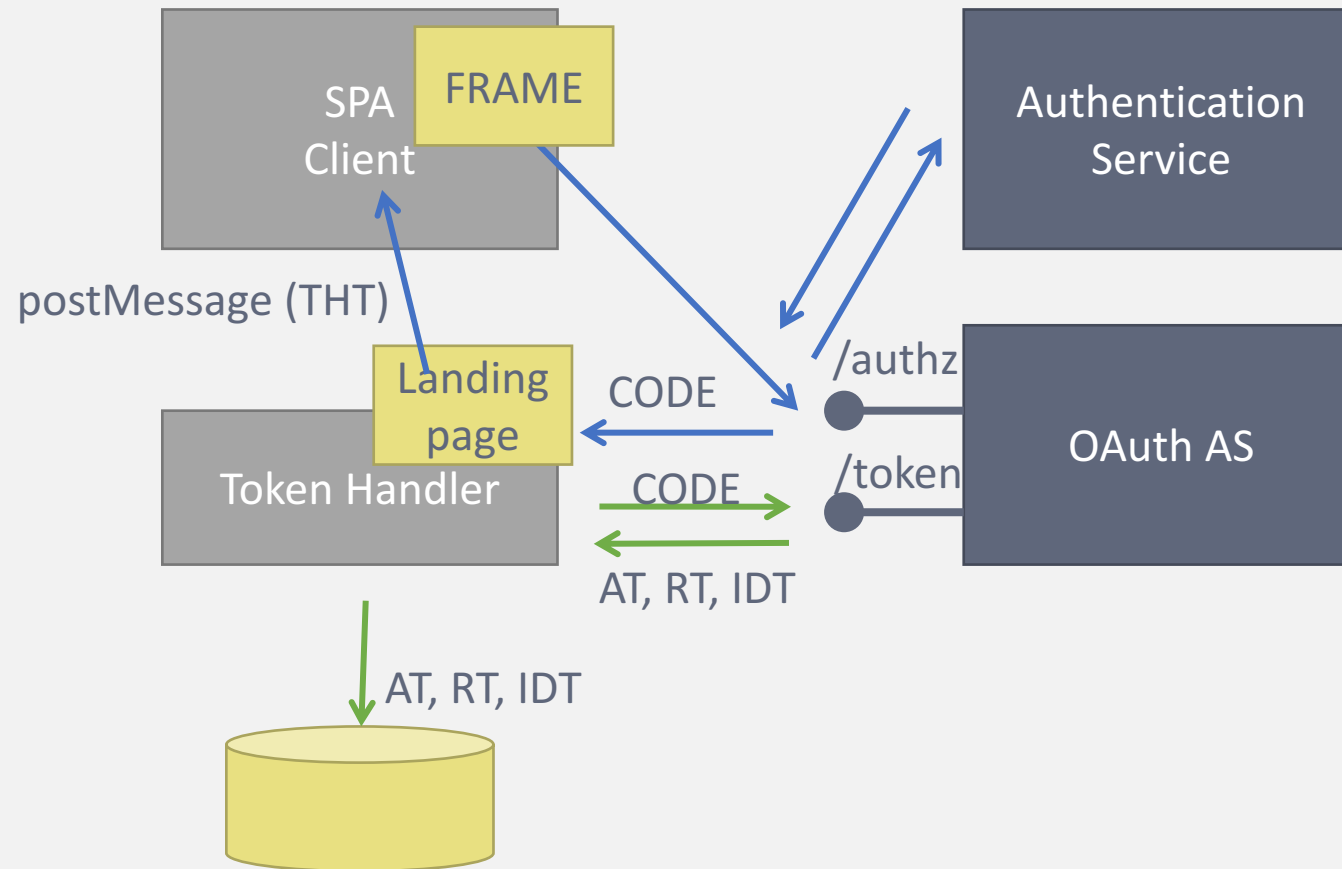 SPA
Client
FRAME
Authentication
Service
postMessage (THT)
Landing
page
CODE
/authz
OAuth AS
Token Handler
CODE
/token
AT, RT, IDT
AT, RT, IDT